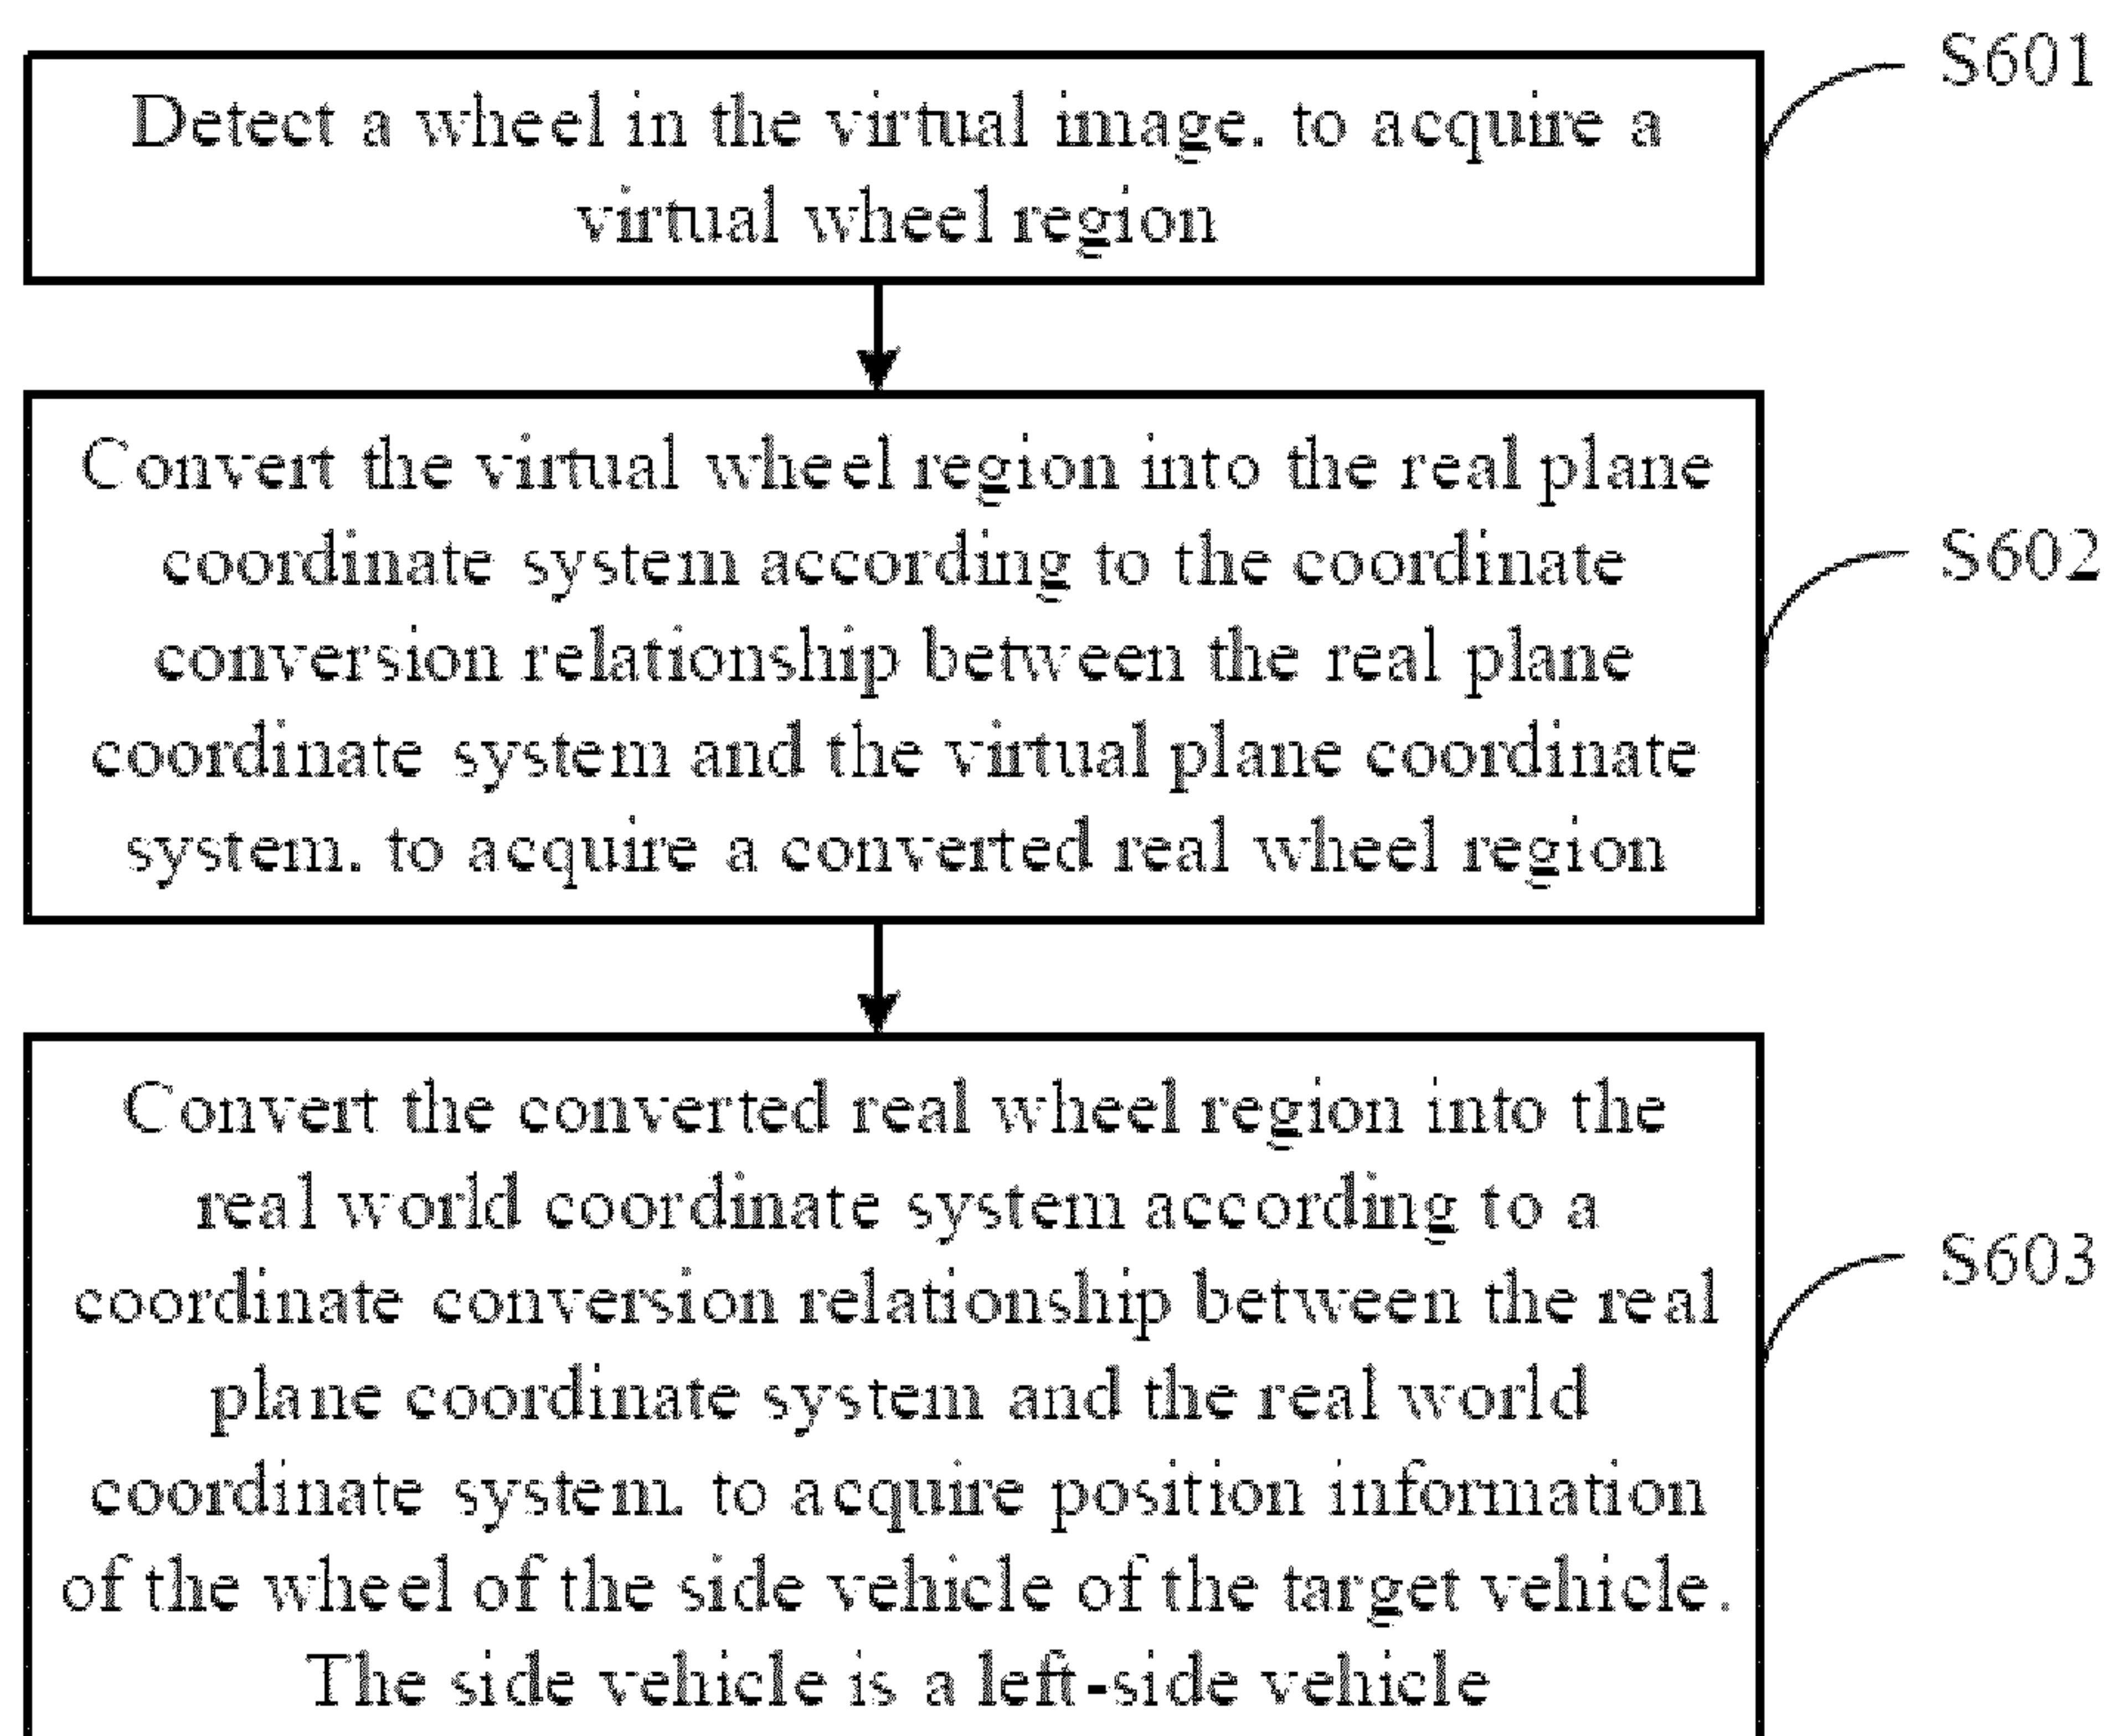 Detect a wheel in the virtual image. to acquire a
virtual wheel region
S601
Convert the virtual wheel region into the real plane
coordinate system according to the coordinate
conversion relationship between the real plane
coordinate system and the virtual plane coordinate
system. to acquire a converted real wheel region
S602
Convert the converted real wheel region into the
real world coordinate system according to a
coordinate conversion relationship between the real
plane coordinate system and the real world
coordinate system. to acquire position information
of the wheel of the side vehicle of the target vehicle.
The side vehicle is a left-side vehicle
S603